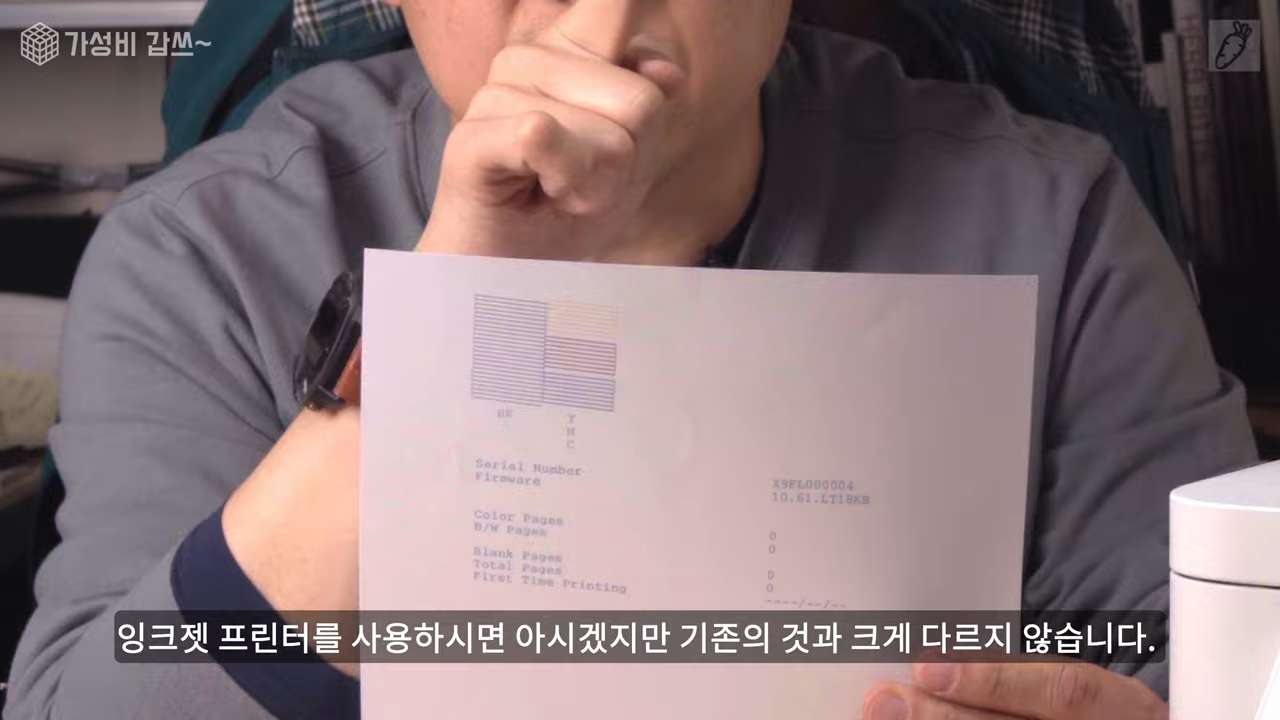 가성비 갑쓰~
BK
Y
M
C
Serial Number X9FL000004
Firmware 10.61.LT18KB
Color Pages 0
B/W Pages 0
Blank Pages 0
Total Pages 0
First Time Printing ----/--/--
잉크젯 프린터를 사용하시면 아시겠지만 기존의 것과 크게 다르지 않습니다.